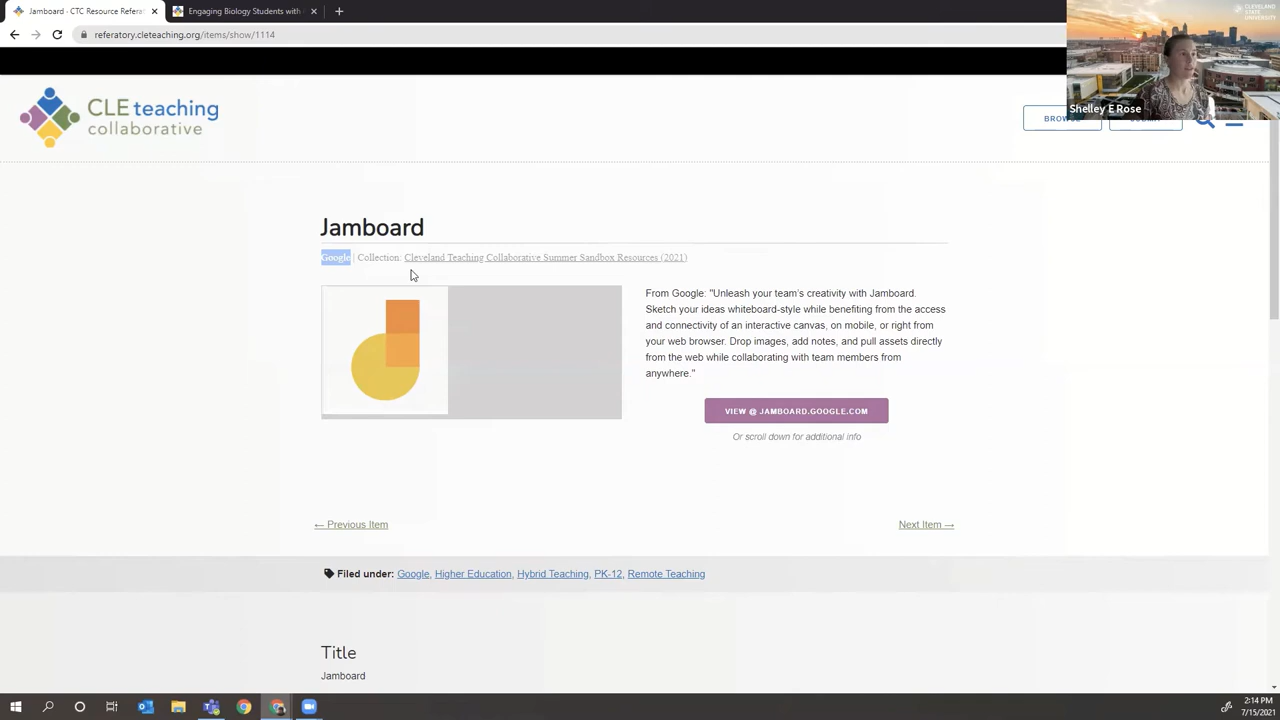 Jamboard - CTC Resource Refera
Engaging Biology Students with
referatory.cleteaching.org/items/show/1114
CLEVELAND
STATE
UNIVERSITY
Shelley E Rose
CLE teaching
collaborative
Jamboard
Google | Collection: Cleveland Teaching Collaborative Summer Sandbox Resources (2021)
From Google: "Unleash your team's creativity with Jamboard.
Sketch your ideas whiteboard-style while benefiting from the access
and connectivity of an interactive canvas, on mobile, or right from
your web browser. Drop images, add notes, and pull assets directly
from the web while collaborating with team members from
anywhere."
VIEW @ JAMBOARD.GOOGLE.COM
Or scroll down for additional info
← Previous Item
Next Item →
Filed under: Google, Higher Education, Hybrid Teaching, PK-12, Remote Teaching
Title
Jamboard
2:14 PM
7/15/2021